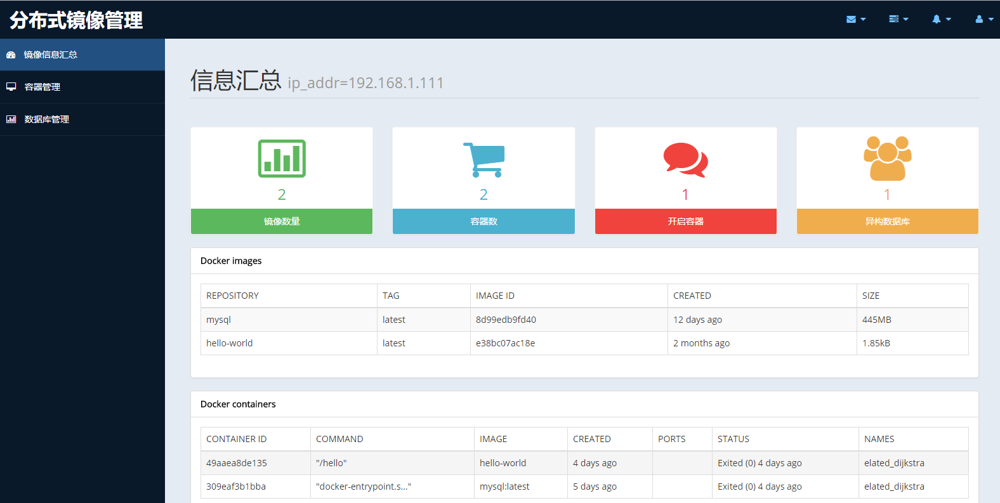 分布式镜像管理
镜像信息汇总
容器管理
数据库管理
信息汇总 ip_addr=192.168.1.111
2 2 1 1
镜像数量 容器数 开启容器 异构数据库
Docker images
REPOSITORY TAG IMAGE ID CREATED SIZE
mysql latest 8d99edb9fd40 12 days ago 445MB
hello-world latest e38bc07ac18e 2 months ago 1.85kB
Docker containers
CONTAINER ID COMMAND IMAGE CREATED PORTS STATUS NAMES
49aaea8de135 "/hello" hello-world 4 days ago Exited (0) 4 days ago elated_dijkstra
309eaf3b1bba "docker-entrypoint.s…" mysql:latest 5 days ago Exited (0) 4 days ago elated_dijkstra